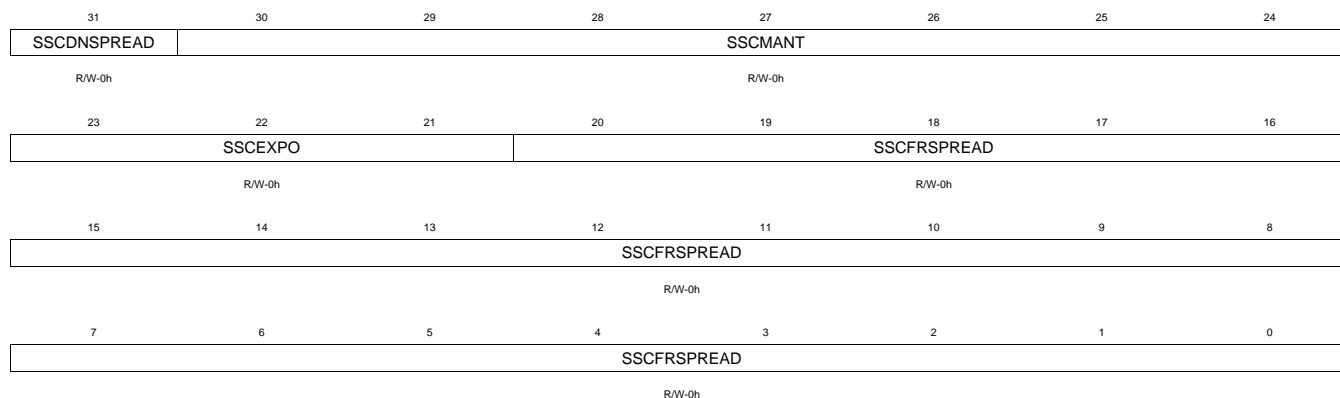 31 30 29 28 27 26 25 24
SSCDNSPREAD SSCMANT
R/W-0h R/W-0h
23 22 21 20 19 18 17 16
SSCEXPO SSCFRSPREAD
R/W-0h R/W-0h
15 14 13 12 11 10 9 8
SSCFRSPREAD
R/W-0h
7 6 5 4 3 2 1 0
SSCFRSPREAD
R/W-0h